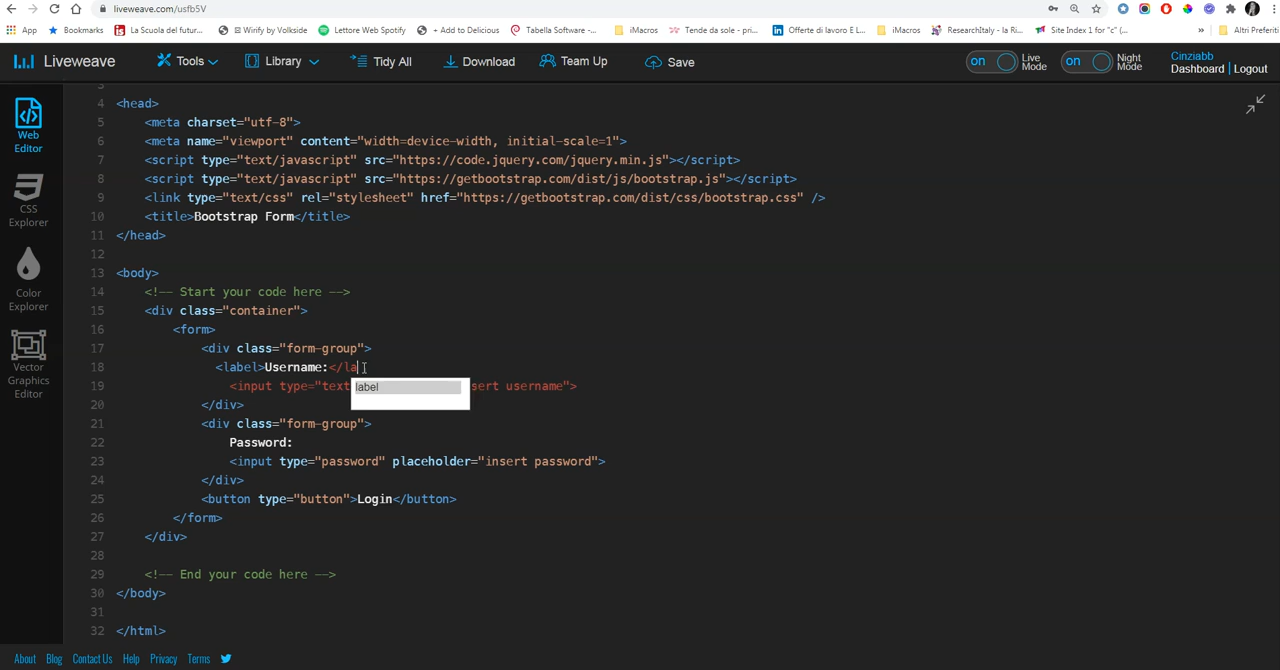 liveweave.com/usfb5V
App Bookmarks La Scuola del futur... Wirify by Volkside Lettore Web Spotify + Add to Delicious Tabella Software -... iMacros Tende da sole - pri... Offerte di lavoro E L... iMacros ResearchItaly - la Ri... Site Index 1 for "c" (... » Altri Preferiti
Liveweave Tools Library Tidy All Download Team Up Save on Live Mode on Night Mode Cinziabb Dashboard | Logout
Web Editor
CSS Explorer
Color Explorer
Vector Graphics Editor
3
4 <head>
5 <meta charset="utf-8">
6 <meta name="viewport" content="width=device-width, initial-scale=1">
7 <script type="text/javascript" src="https://code.jquery.com/jquery.min.js"></script>
8 <script type="text/javascript" src="https://getbootstrap.com/dist/js/bootstrap.js"></script>
9 <link type="text/css" rel="stylesheet" href="https://getbootstrap.com/dist/css/bootstrap.css" />
10 <title>Bootstrap Form</title>
11 </head>
12
13 <body>
14 <!-- Start your code here -->
15 <div class="container">
16 <form>
17 <div class="form-group">
18 <label>Username:</la
label
19 <input type="text sert username">
20 </div>
21 <div class="form-group">
22 Password:
23 <input type="password" placeholder="insert password">
24 </div>
25 <button type="button">Login</button>
26 </form>
27 </div>
28
29 <!-- End your code here -->
30 </body>
31
32 </html>
About Blog Contact Us Help Privacy Terms